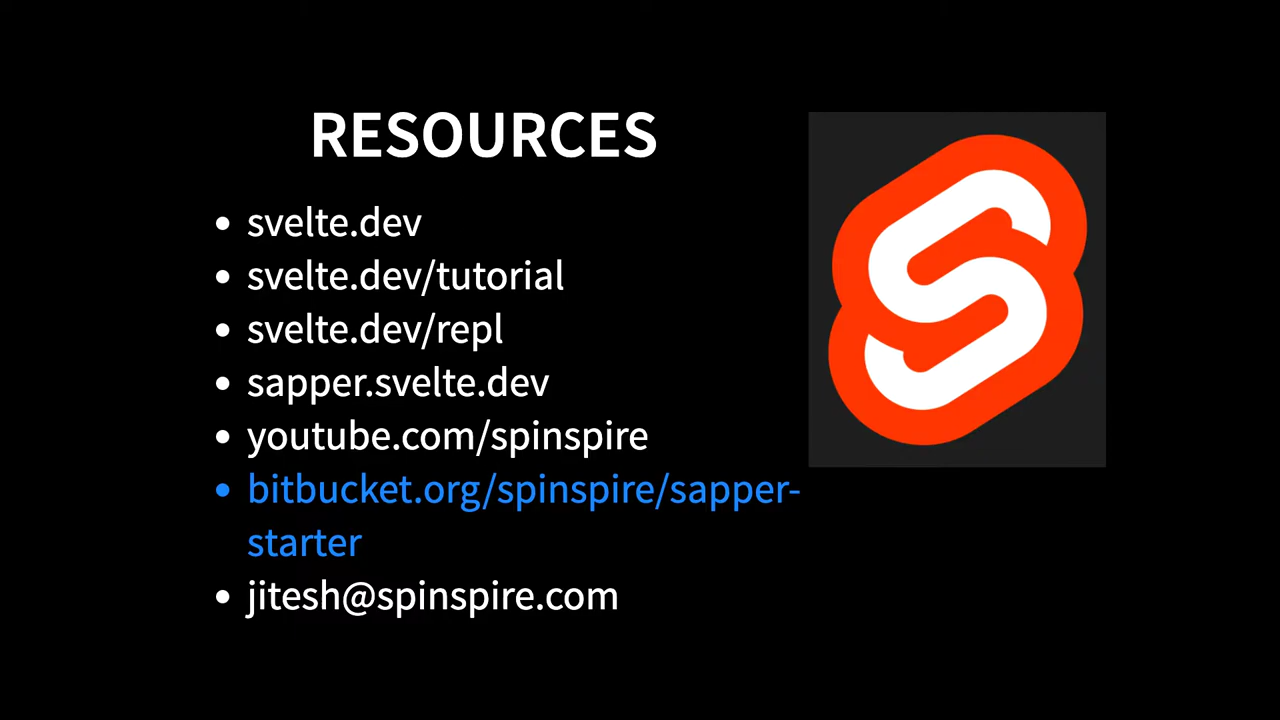 RESOURCES
• svelte.dev
• svelte.dev/tutorial
• svelte.dev/repl
• sapper.svelte.dev
• youtube.com/spinspire
• bitbucket.org/spinspire/sapper-
starter
• jitesh@spinspire.com